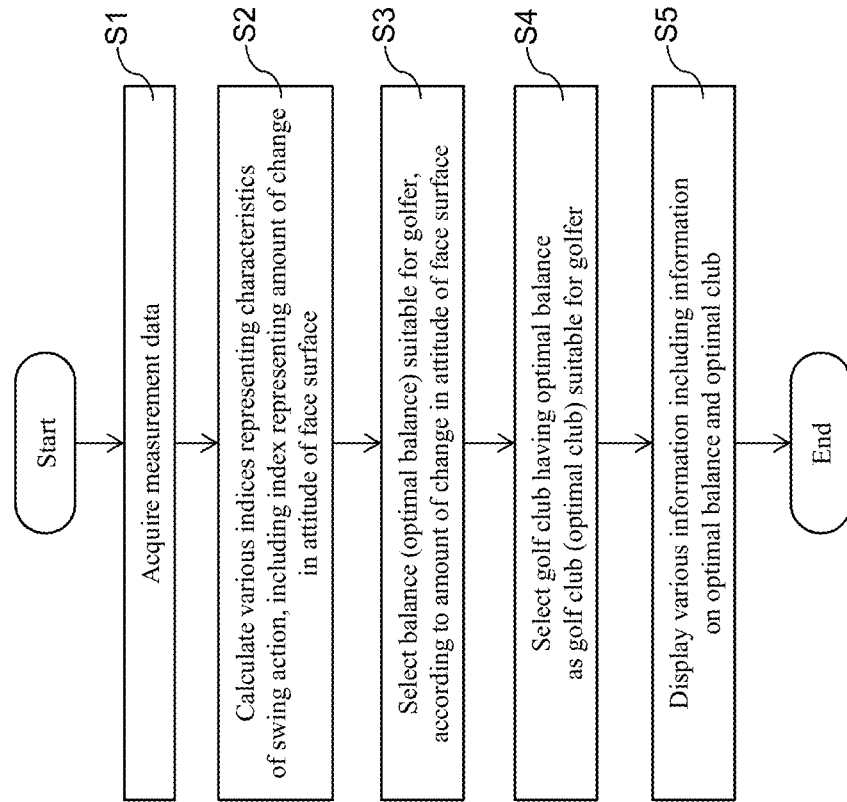 Start
Acquire measurement data
S1
Calculate various indices representing characteristics
of swing action, including index representing amount of change
in attitude of face surface
S2
Select balance (optimal balance) suitable for golfer,
according to amount of change in attitude of face surface
S3
Select golf club having optimal balance
as golf club (optimal club) suitable for golfer
S4
Display various information including information
on optimal balance and optimal club
S5
End